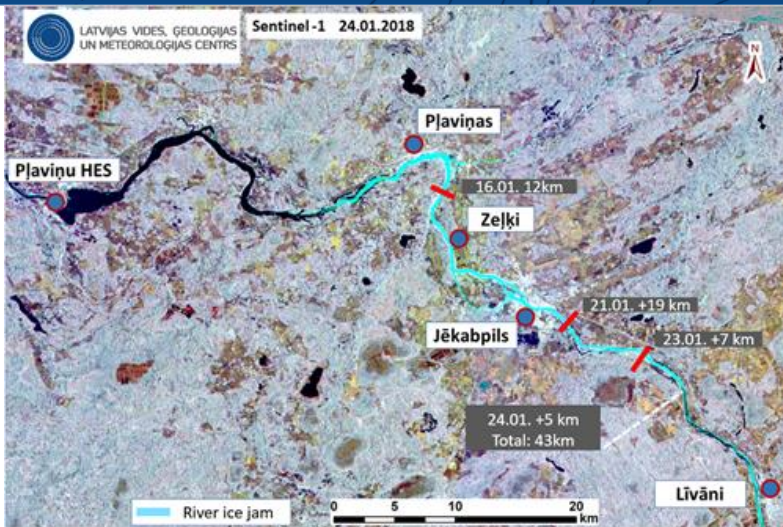 LATVIJAS VIDES, ĢEOLOĢIJAS
UN METEOROLOĢIJAS CENTRS
Sentinel -1 24.01.2018
N
Pļaviņas
Pļaviņu HES
16.01. 12km
Zeļķi
21.01. +19 km
Jēkabpils
23.01. +7 km
24.01. +5 km
Total: 43km
Līvāni
River ice jam
0 5 10 20
km